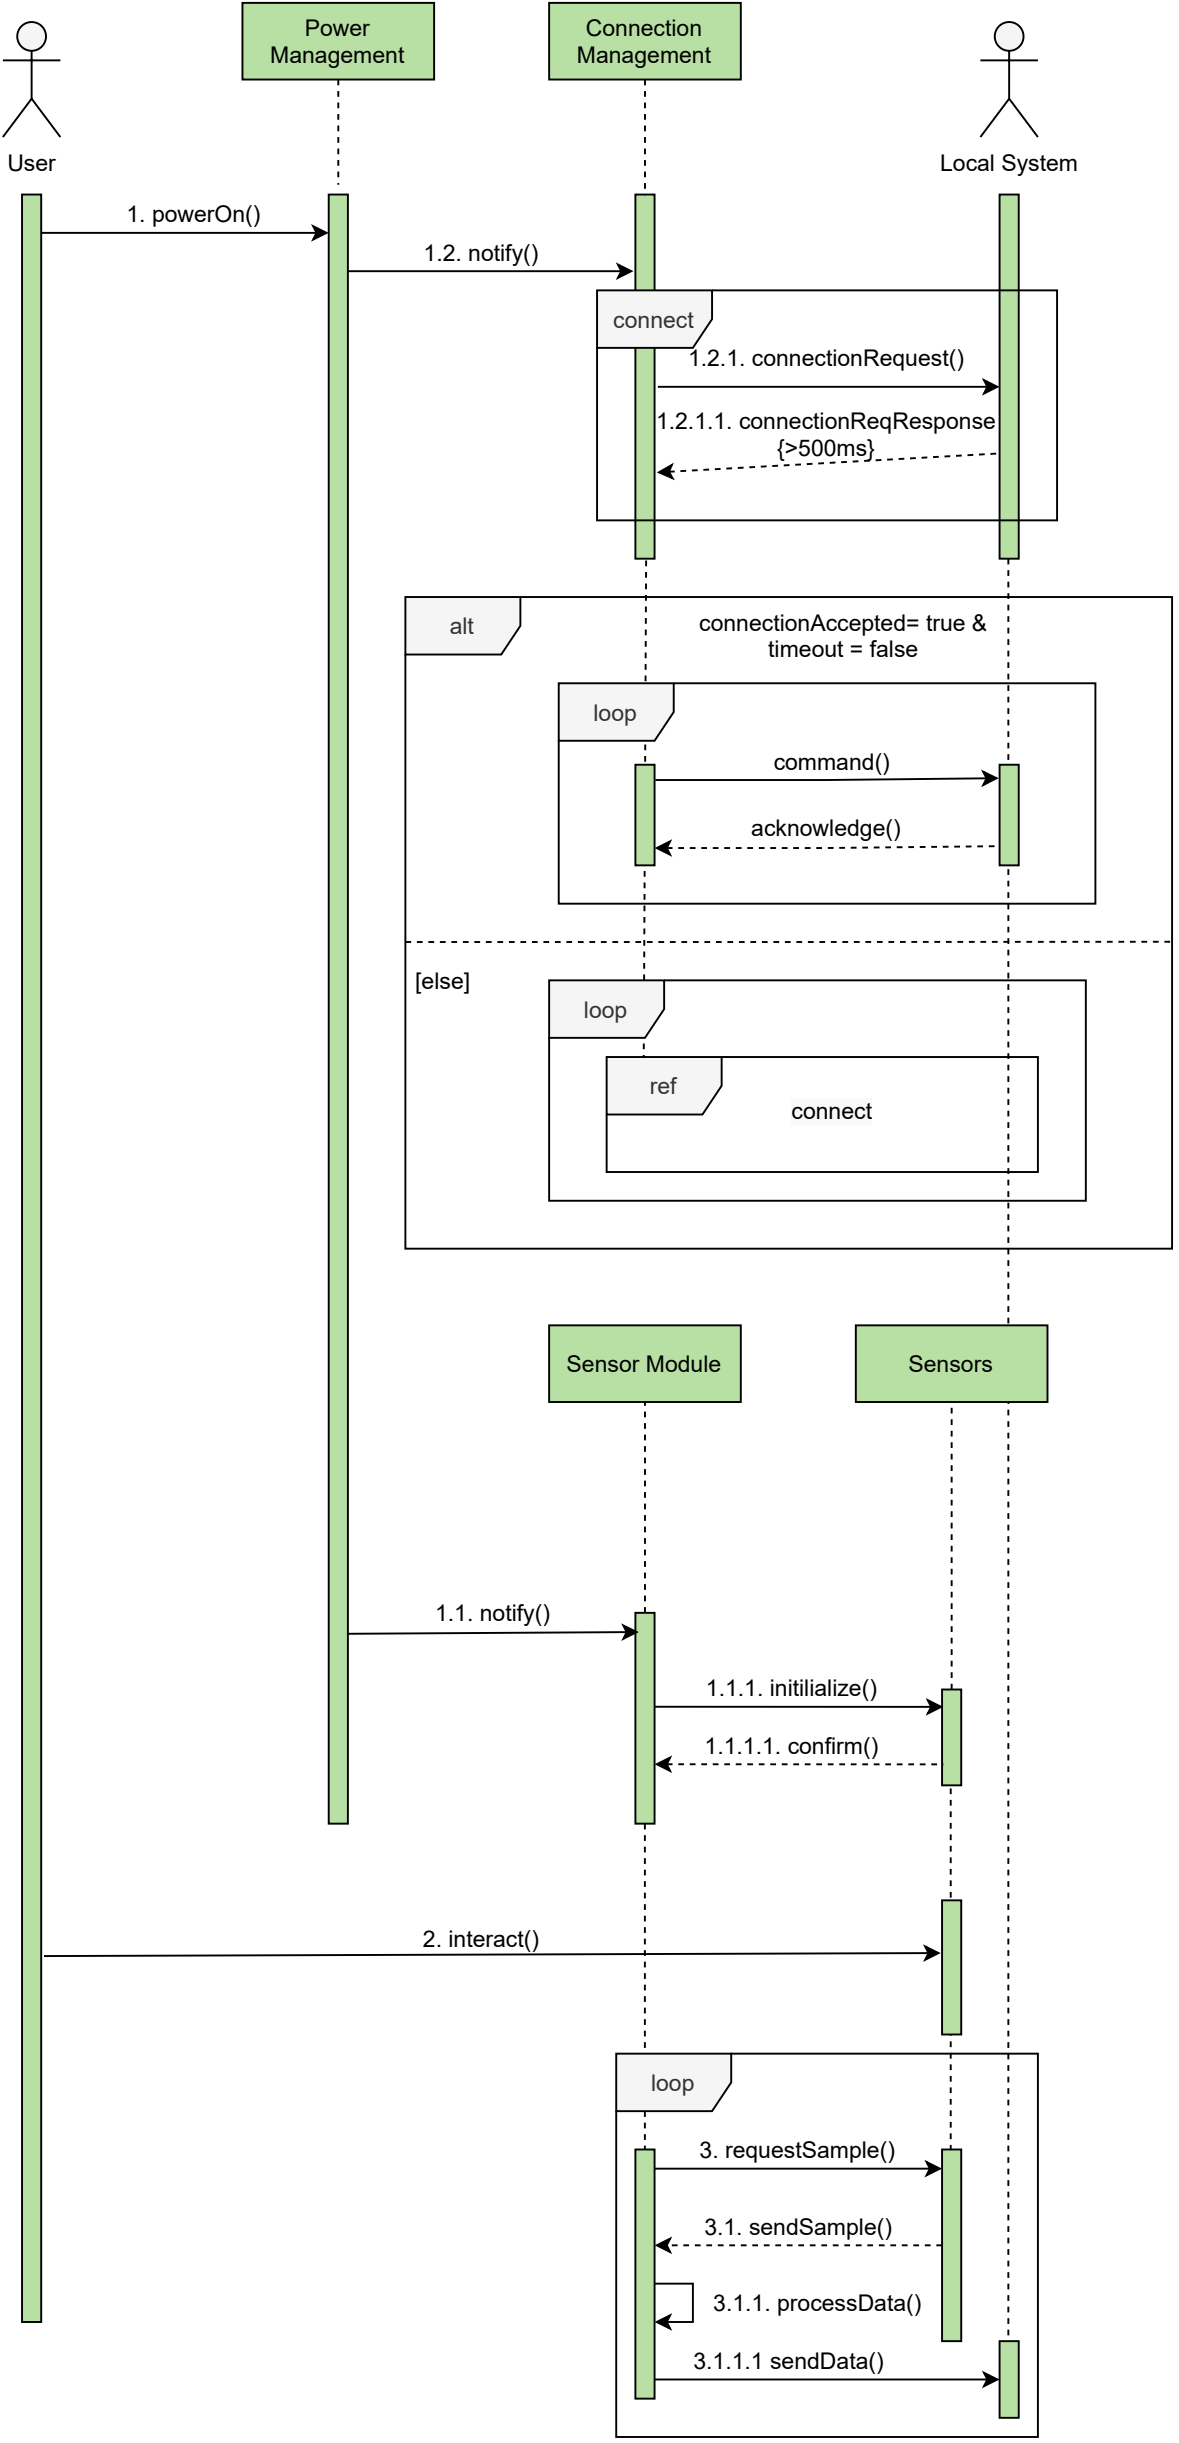 Power
Management
Connection
Management
User
Local System
1. powerOn()
1.2. notify()
connect
1.2.1. connectionRequest()
1.2.1.1. connectionReqResponse
{>500ms}
alt
connectionAccepted= true &
timeout = false
loop
command()
acknowledge()
[else]
loop
ref
connect
Sensor Module
Sensors
1.1. notify()
1.1.1. initilialize()
1.1.1.1. confirm()
2. interact()
loop
3. requestSample()
3.1. sendSample()
3.1.1. processData()
3.1.1.1 sendData()